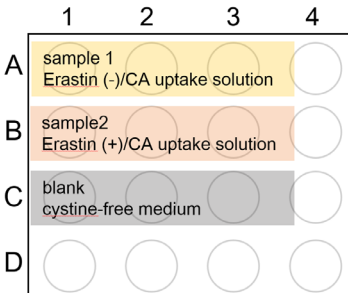 1 2 3 4
A
sample 1
Erastin (-)/CA uptake solution
B
sample2
Erastin (+)/CA uptake solution
C
blank
cystine-free medium
D